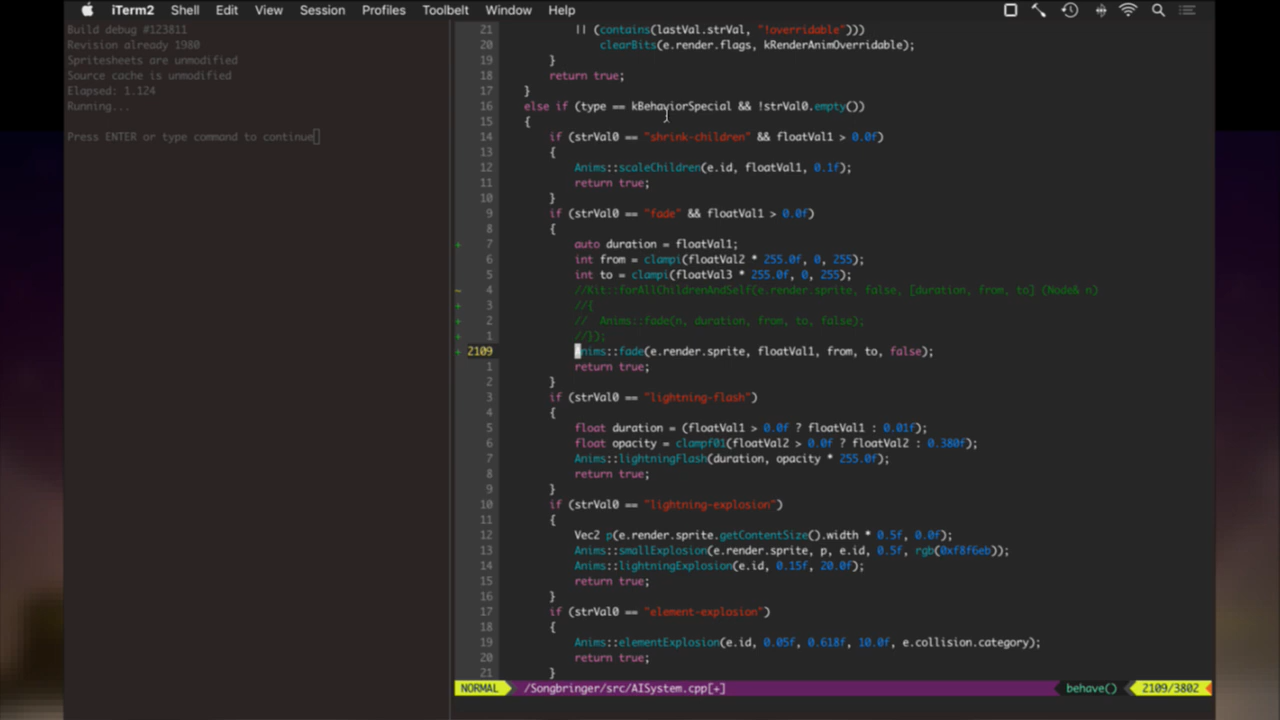 iTerm2 Shell Edit View Session Profiles Toolbelt Window Help
Build debug #123811
Revision already 1980
Spritesheets are unmodified
Source cache is unmodified
Elapsed: 1.124
Running...
Press ENTER or type command to continue
21 || (contains(lastVal.strVal, "!overridable")))
20 clearBits(e.render.flags, kRenderAnimOverridable);
19 }
18 return true;
17 }
16 else if (type == kBehaviorSpecial && !strVal0.empty())
15 {
14 if (strVal0 == "shrink-children" && floatVal1 > 0.0f)
13 {
12 Anims::scaleChildren(e.id, floatVal1, 0.1f);
11 return true;
10 }
9 if (strVal0 == "fade" && floatVal1 > 0.0f)
8 {
+ 7 auto duration = floatVal1;
6 int from = clampi(floatVal2 * 255.0f, 0, 255);
5 int to = clampi(floatVal3 * 255.0f, 0, 255);
~ 4 //Kit::forAllChildrenAndSelf(e.render.sprite, false, [duration, from, to] (Node& n)
+ 3 //{
+ 2 // Anims::fade(n, duration, from, to, false);
+ 1 //});
+ 2109 Anims::fade(e.render.sprite, floatVal1, from, to, false);
1 return true;
2 }
3 if (strVal0 == "lightning-flash")
4 {
5 float duration = (floatVal1 > 0.0f ? floatVal1 : 0.01f);
6 float opacity = clampf01(floatVal2 > 0.0f ? floatVal2 : 0.380f);
7 Anims::lightningFlash(duration, opacity * 255.0f);
8 return true;
9 }
10 if (strVal0 == "lightning-explosion")
11 {
12 Vec2 p(e.render.sprite.getContentSize().width * 0.5f, 0.0f);
13 Anims::smallExplosion(e.render.sprite, p, e.id, 0.5f, rgb(0xf8f6eb));
14 Anims::lightningExplosion(e.id, 0.15f, 20.0f);
15 return true;
16 }
17 if (strVal0 == "element-explosion")
18 {
19 Anims::elementExplosion(e.id, 0.05f, 0.618f, 10.0f, e.collision.category);
20 return true;
21 }
NORMAL /Songbringer/src/AISystem.cpp[+] behave() 2109/3802